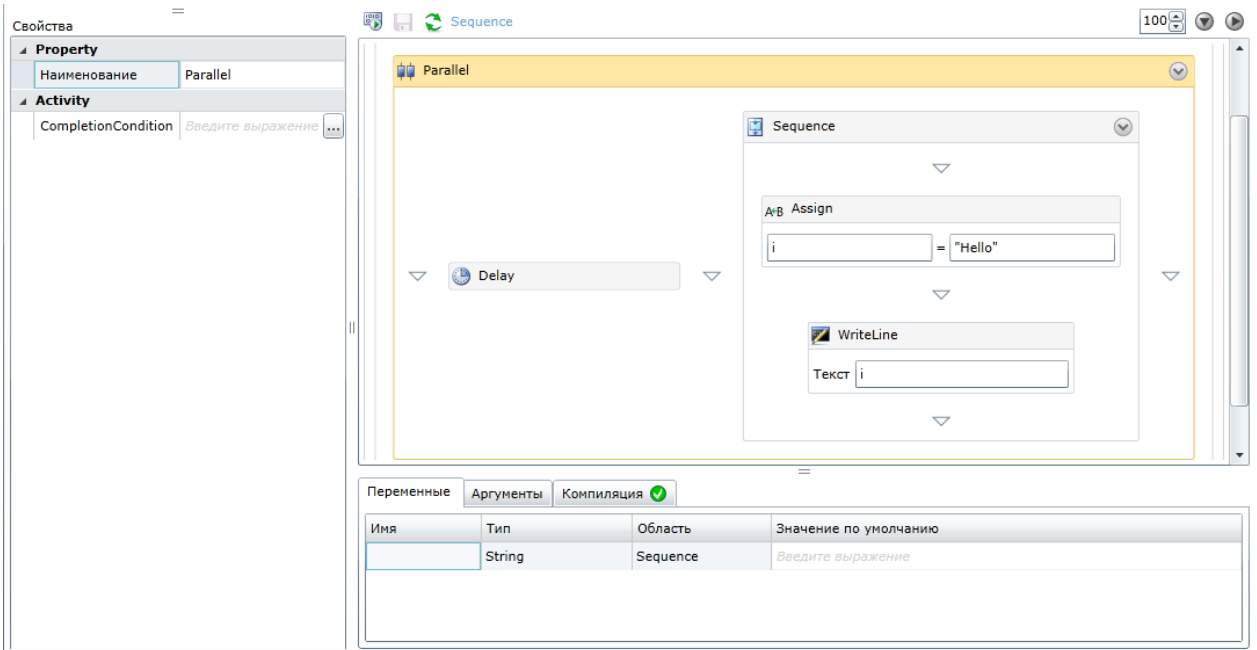 Свойства
Property
Наименование Parallel
Activity
CompletionCondition Введите выражение ...
Sequence 100
Parallel
Sequence
A+B Assign
i = "Hello"
Delay
WriteLine
Текст i
Переменные Аргументы Компиляция
Имя Тип Область Значение по умолчанию
String Sequence Введите выражение